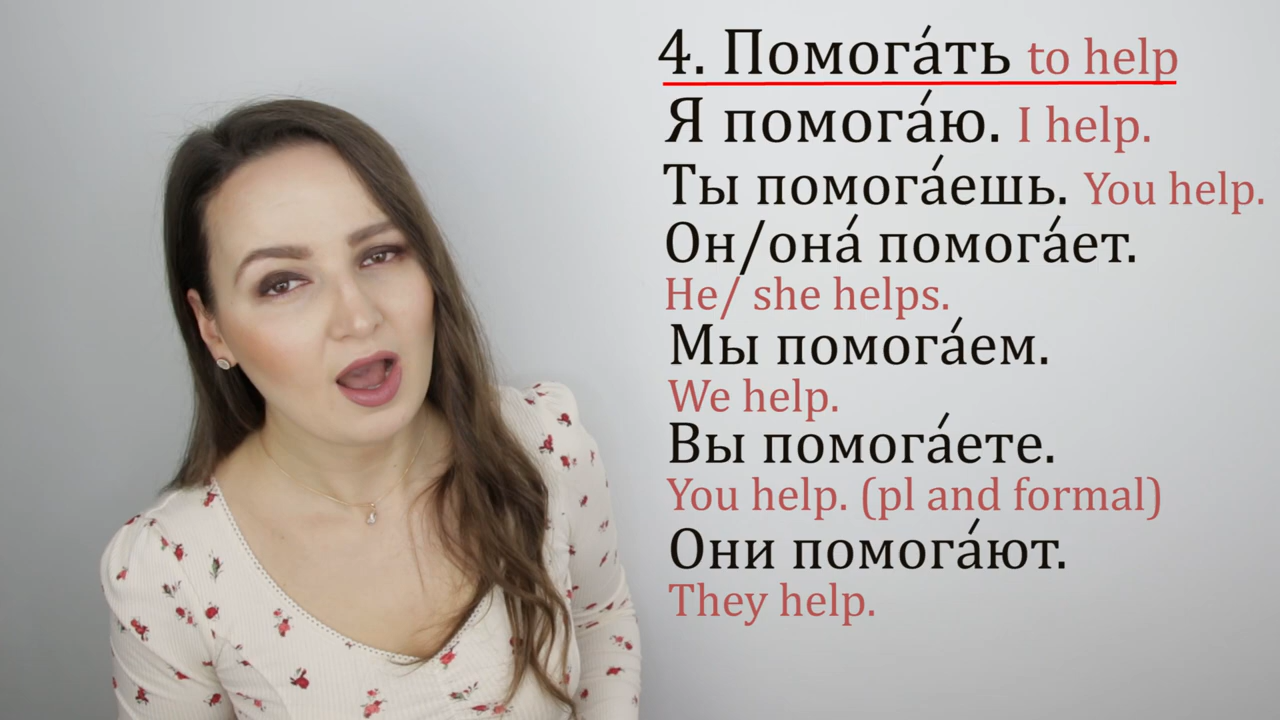 4. Помога́ть to help
Я помога́ю. I help.
Ты помога́ешь. You help.
Он/она́ помога́ет.
He/ she helps.
Мы помога́ем.
We help.
Вы помога́ете.
You help. (pl and formal)
Они помога́ют.
They help.